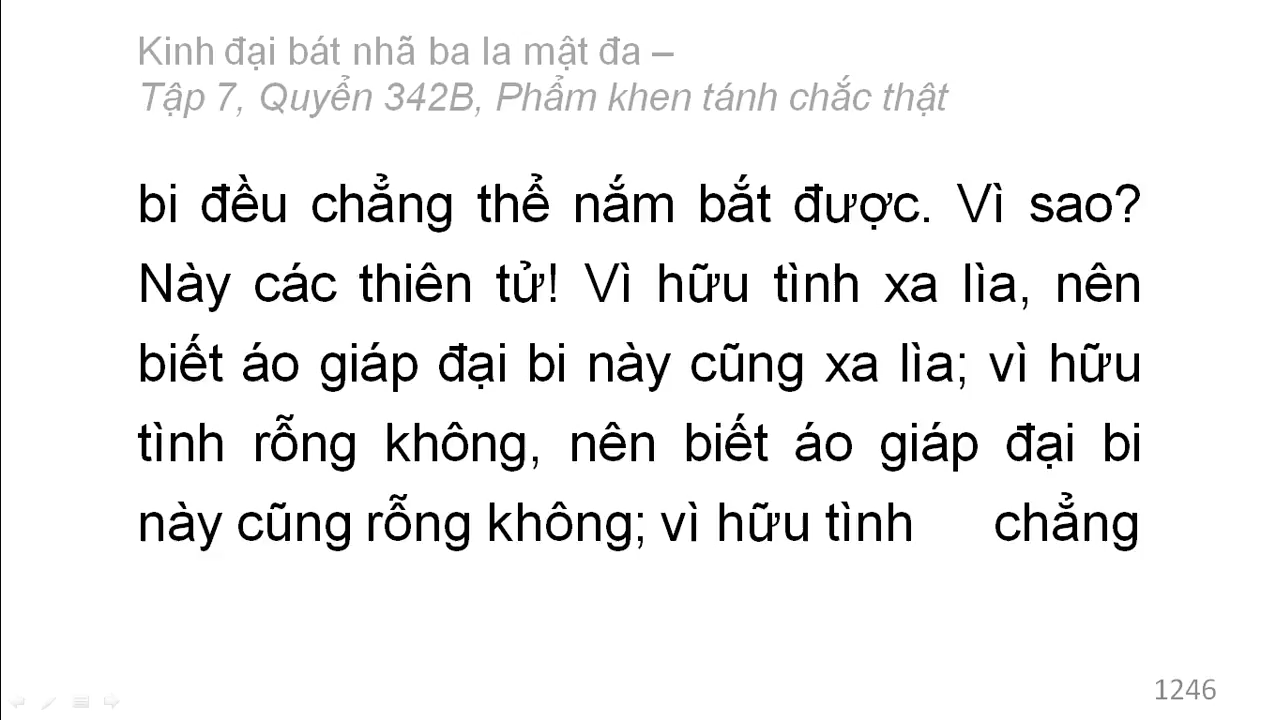 Kinh đại bát nhã ba la mật đa –
Tập 7, Quyển 342B, Phẩm khen tánh chắc thật
bi đều chẳng thể nắm bắt được. Vì sao?
Này các thiên tử! Vì hữu tình xa lìa, nên
biết áo giáp đại bi này cũng xa lìa; vì hữu
tình rỗng không, nên biết áo giáp đại bi
này cũng rỗng không; vì hữu tình chẳng
1246